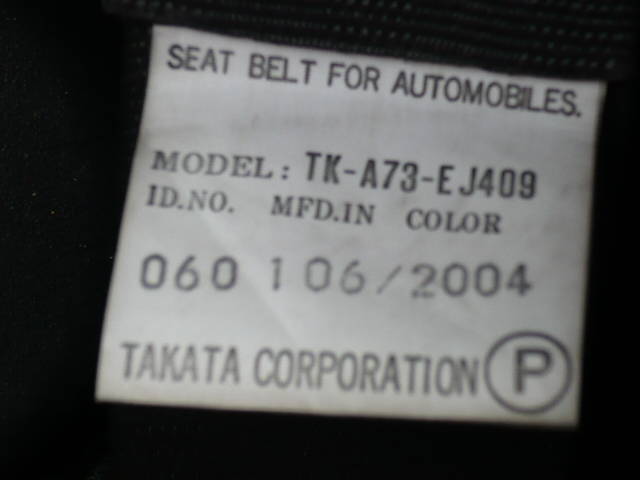 SEAT BELT FOR AUTOMOBILES.
MODEL: TK-A73-EJ409
ID.NO. MFD.IN COLOR
060 106/2004
TAKATA CORPORATION P